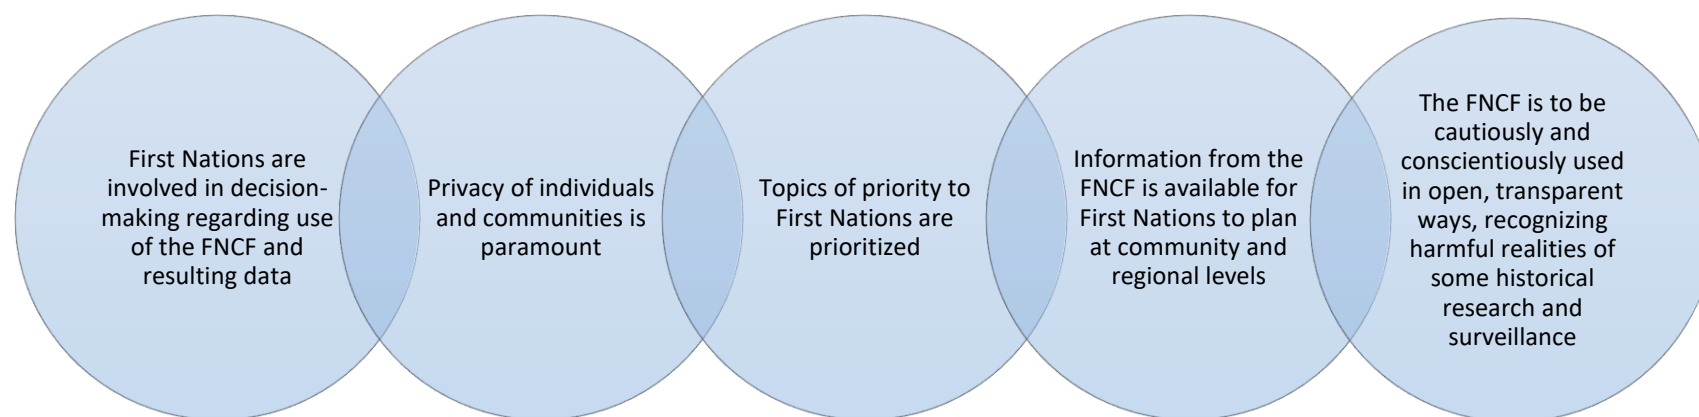 First Nations are
involved in decision-
making regarding use
of the FNCF and
resulting data
Privacy of individuals
and communities is
paramount
Topics of priority to
First Nations are
prioritized
Information from the
FNCF is available for
First Nations to plan
at community and
regional levels
The FNCF is to be
cautiously and
conscientiously used
in open, transparent
ways, recognizing
harmful realities of
some historical
research and
surveillance